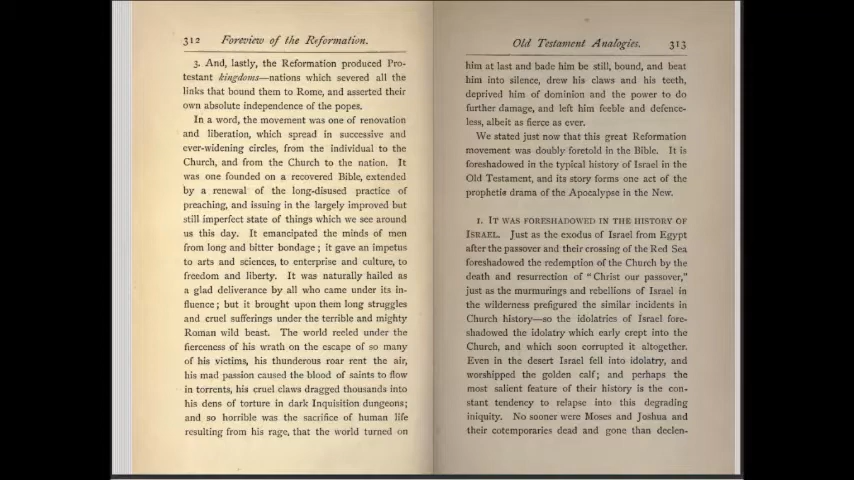 312 Foreview of the Reformation.
3. And, lastly, the Reformation produced Pro-
testant kingdoms—nations which severed all the
links that bound them to Rome, and asserted their
own absolute independence of the popes.
In a word, the movement was one of renovation
and liberation, which spread in successive and
ever-widening circles, from the individual to the
Church, and from the Church to the nation. It
was one founded on a recovered Bible, extended
by a renewal of the long-disused practice of
preaching, and issuing in the largely improved but
still imperfect state of things which we see around
us this day. It emancipated the minds of men
from long and bitter bondage; it gave an impetus
to arts and sciences, to enterprise and culture, to
freedom and liberty. It was naturally hailed as
a glad deliverance by all who came under its in-
fluence; but it brought upon them long struggles
and cruel sufferings under the terrible and mighty
Roman wild beast. The world reeled under the
fierceness of his wrath on the escape of so many
of his victims, his thunderous roar rent the air,
his mad passion caused the blood of saints to flow
in torrents, his cruel claws dragged thousands into
his dens of torture in dark Inquisition dungeons;
and so horrible was the sacrifice of human life
resulting from his rage, that the world turned on
Old Testament Analogies. 313
him at last and bade him be still, bound, and beat
him into silence, drew his claws and his teeth,
deprived him of dominion and the power to do
further damage, and left him feeble and defence-
less, albeit as fierce as ever.
We stated just now that this great Reformation
movement was doubly foretold in the Bible. It is
foreshadowed in the typical history of Israel in the
Old Testament, and its story forms one act of the
prophetic drama of the Apocalypse in the New.
1. IT WAS FORESHADOWED IN THE HISTORY OF
ISRAEL. Just as the exodus of Israel from Egypt
after the passover and their crossing of the Red Sea
foreshadowed the redemption of the Church by the
death and resurrection of "Christ our passover,"
just as the murmurings and rebellions of Israel in
the wilderness prefigured the similar incidents in
Church history—so the idolatries of Israel fore-
shadowed the idolatry which early crept into the
Church, and which soon corrupted it altogether.
Even in the desert Israel fell into idolatry, and
worshipped the golden calf; and perhaps the
most salient feature of their history is the con-
stant tendency to relapse into this degrading
iniquity. No sooner were Moses and Joshua and
their cotemporaries dead and gone than declen-